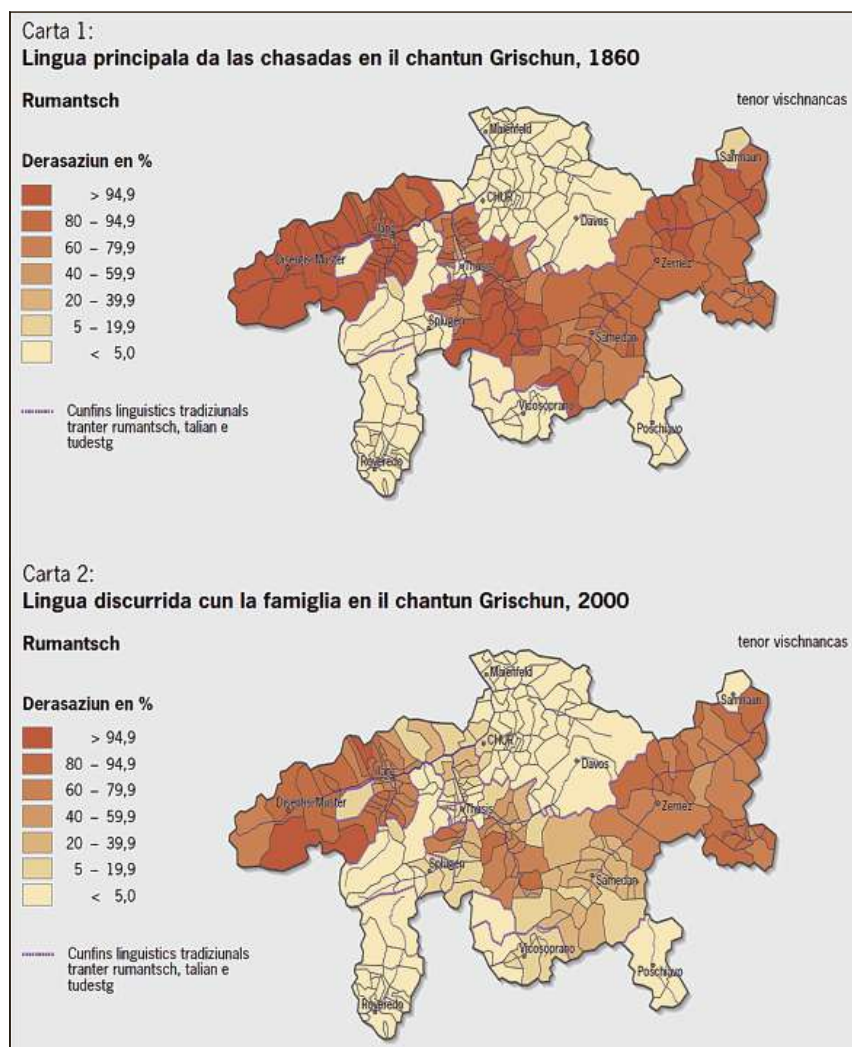 Carta 1:
Lingua principala da las chasadas en il chantun Grischun, 1860
Rumantsch
tenor vischnancas
Derasaziun en %
> 94,9
80 – 94,9
60 – 79,9
40 – 59,9
20 – 39,9
5 – 19,9
< 5,0
Cunfins linguistics tradiziunals
tranter rumantsch, talian e
tudestg
Maienfeld
Samnaun
CHUR
Davos
Ilanz
Disentis-Mustér
Thusis
Zernez
Splügen
Samedan
Vicosoprano
Poschiavo
Roveredo
Carta 2:
Lingua discurrida cun la famiglia en il chantun Grischun, 2000
Rumantsch
tenor vischnancas
Derasaziun en %
> 94,9
80 – 94,9
60 – 79,9
40 – 59,9
20 – 39,9
5 – 19,9
< 5,0
Cunfins linguistics tradiziunals
tranter rumantsch, talian e
tudestg
Maienfeld
Samnaun
CHUR
Davos
Ilanz
Disentis-Mustér
Thusis
Zernez
Splügen
Samedan
Vicosoprano
Poschiavo
Roveredo